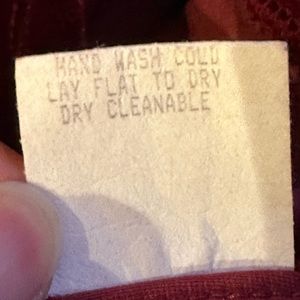 HAND WASH COLD
LAY FLAT TO DRY
DRY CLEANABLE